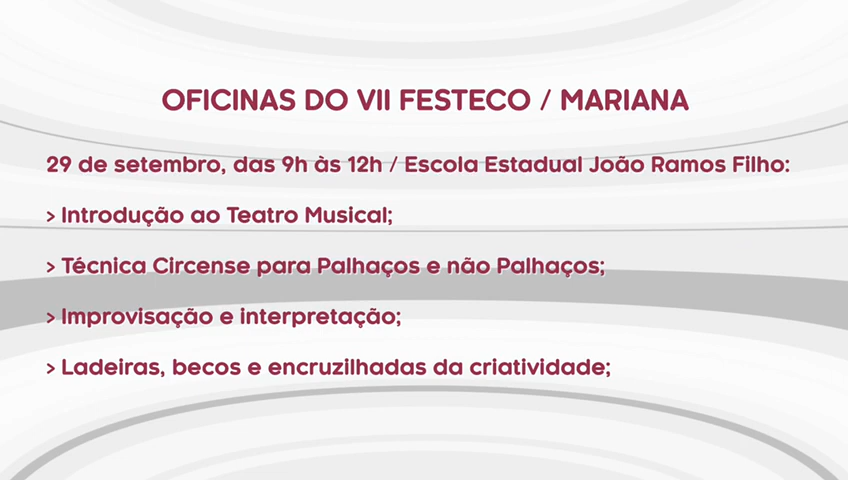 OFICINAS DO VII FESTECO / MARIANA
29 de setembro, das 9h às 12h / Escola Estadual João Ramos Filho:
> Introdução ao Teatro Musical;
> Técnica Circense para Palhaços e não Palhaços;
> Improvisação e interpretação;
> Ladeiras, becos e encruzilhadas da criatividade;